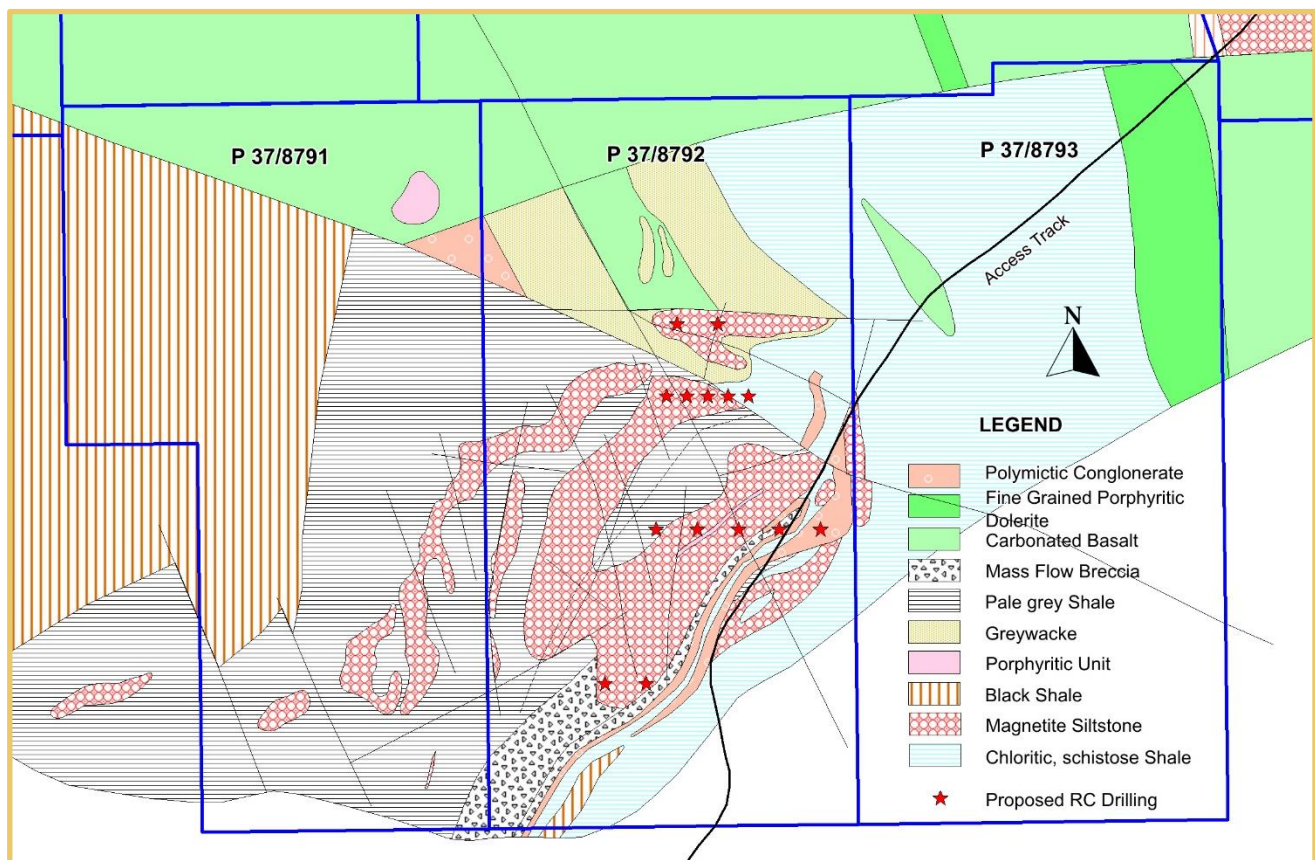 P 37/8791
P 37/8792
P 37/8793
Access Track
N
LEGEND
Polymictic Conglonerate
Fine Grained Porphyritic
Dolerite
Carbonated Basalt
Mass Flow Breccia
Pale grey Shale
Greywacke
Porphyritic Unit
Black Shale
Magnetite Siltstone
Chloritic, schistose Shale
Proposed RC Drilling